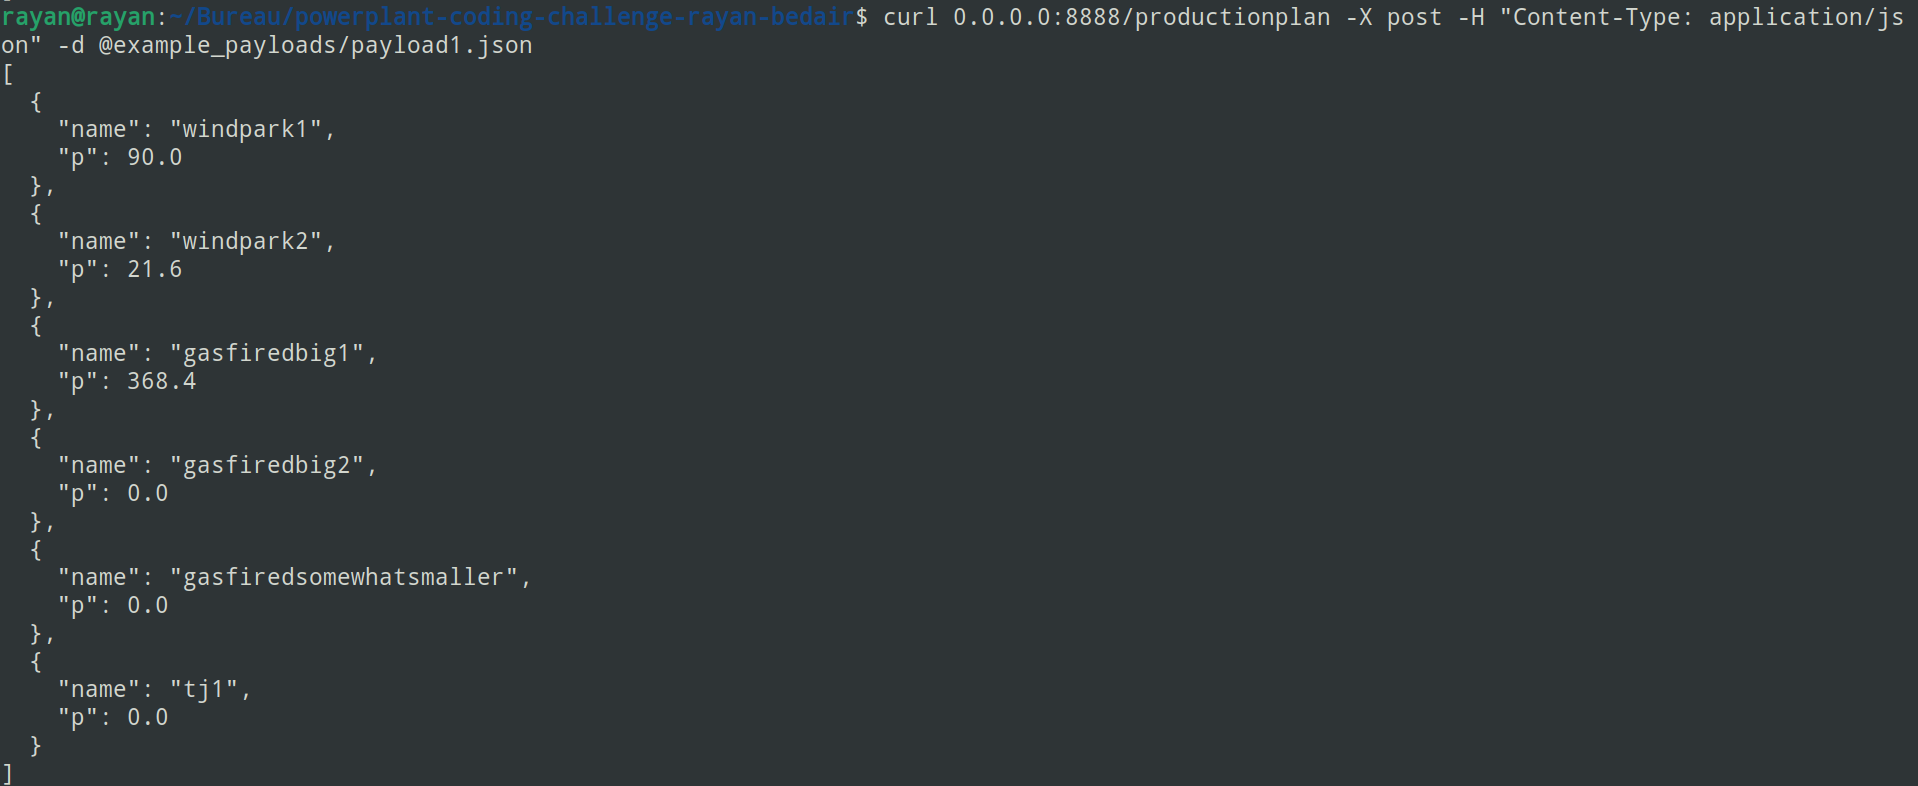 rayan@rayan:~/Bureau/powerplant-coding-challenge-rayan-bedair$ curl 0.0.0.0:8888/productionplan -X post -H "Content-Type: application/js
on" -d @example_payloads/payload1.json
[
  {
    "name": "windpark1",
    "p": 90.0
  },
  {
    "name": "windpark2",
    "p": 21.6
  },
  {
    "name": "gasfiredbig1",
    "p": 368.4
  },
  {
    "name": "gasfiredbig2",
    "p": 0.0
  },
  {
    "name": "gasfiredsomewhatsmaller",
    "p": 0.0
  },
  {
    "name": "tj1",
    "p": 0.0
  }
]